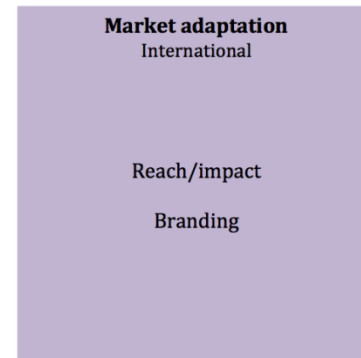 Market adaptation
International
Reach/impact
Branding